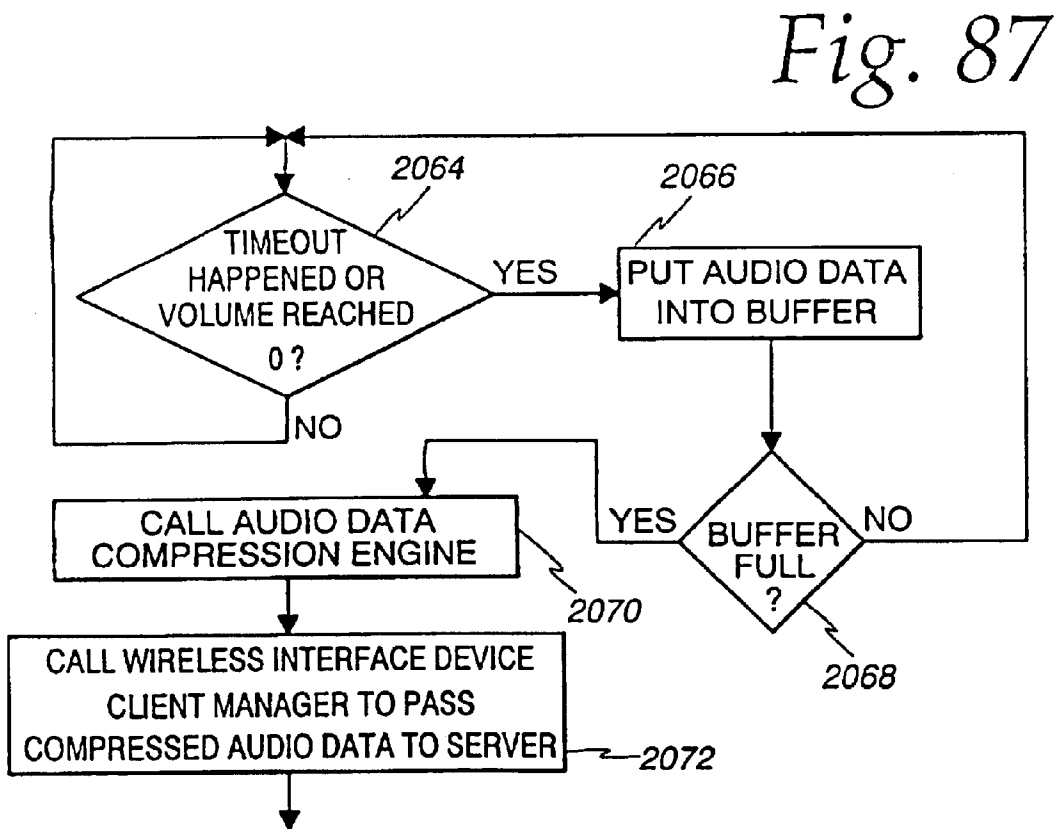 Fig. 87
2064
TIMEOUT
HAPPENED OR
VOLUME REACHED
0 ?
YES
NO
2066
PUT AUDIO DATA
INTO BUFFER
BUFFER
FULL
?
YES
NO
2068
CALL AUDIO DATA
COMPRESSION ENGINE
2070
CALL WIRELESS INTERFACE DEVICE
CLIENT MANAGER TO PASS
COMPRESSED AUDIO DATA TO SERVER
2072